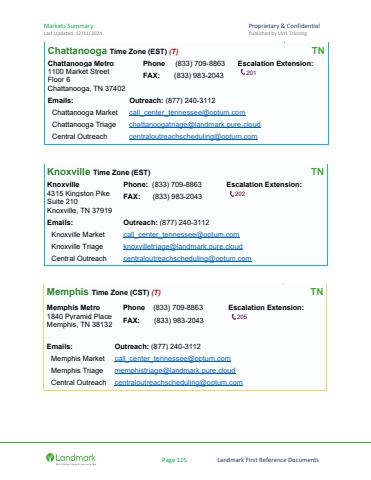 Markets Summary Proprietary & Confidential
Last Updated: 12/11/2024 Published by LM1 Training
Chattanooga Time Zone (EST) (T) TN
Chattanooga Metro Phone (833) 709-8863 Escalation Extension:
1100 Market Street FAX: (833) 983-2043 201
Floor 6
Chattanooga, TN 37402
Emails: Outreach: (877) 240-3112
Chattanooga Market call_center_tennessee@optum.com
Chattanooga Triage chattanoogatriage@landmark.pure.cloud
Central Outreach centraloutreachscheduling@optum.com
Knoxville Time Zone (EST) TN
Knoxville Phone: (833) 709-8863 Escalation Extension:
4315 Kingston Pike FAX: (833) 983-2043 202
Suite 210
Knoxville, TN 37919
Emails: Outreach: (877) 240-3112
Knoxville Market call_center_tennessee@optum.com
Knoxville Triage knoxvilletriage@landmark.pure.cloud
Central Outreach centraloutreachscheduling@optum.com
Memphis Time Zone (CST) (T) TN
Memphis Metro Phone (833) 709-8863 Escalation Extension:
1840 Pyramid Place FAX: (833) 983-2043 205
Memphis, TN 38132
Emails: Outreach: (877) 240-3112
Memphis Market call_center_tennessee@optum.com
Memphis Triage memphistriage@landmark.pure.cloud
Central Outreach centraloutreachscheduling@optum.com
Landmark Page 115 Landmark First Reference Documents